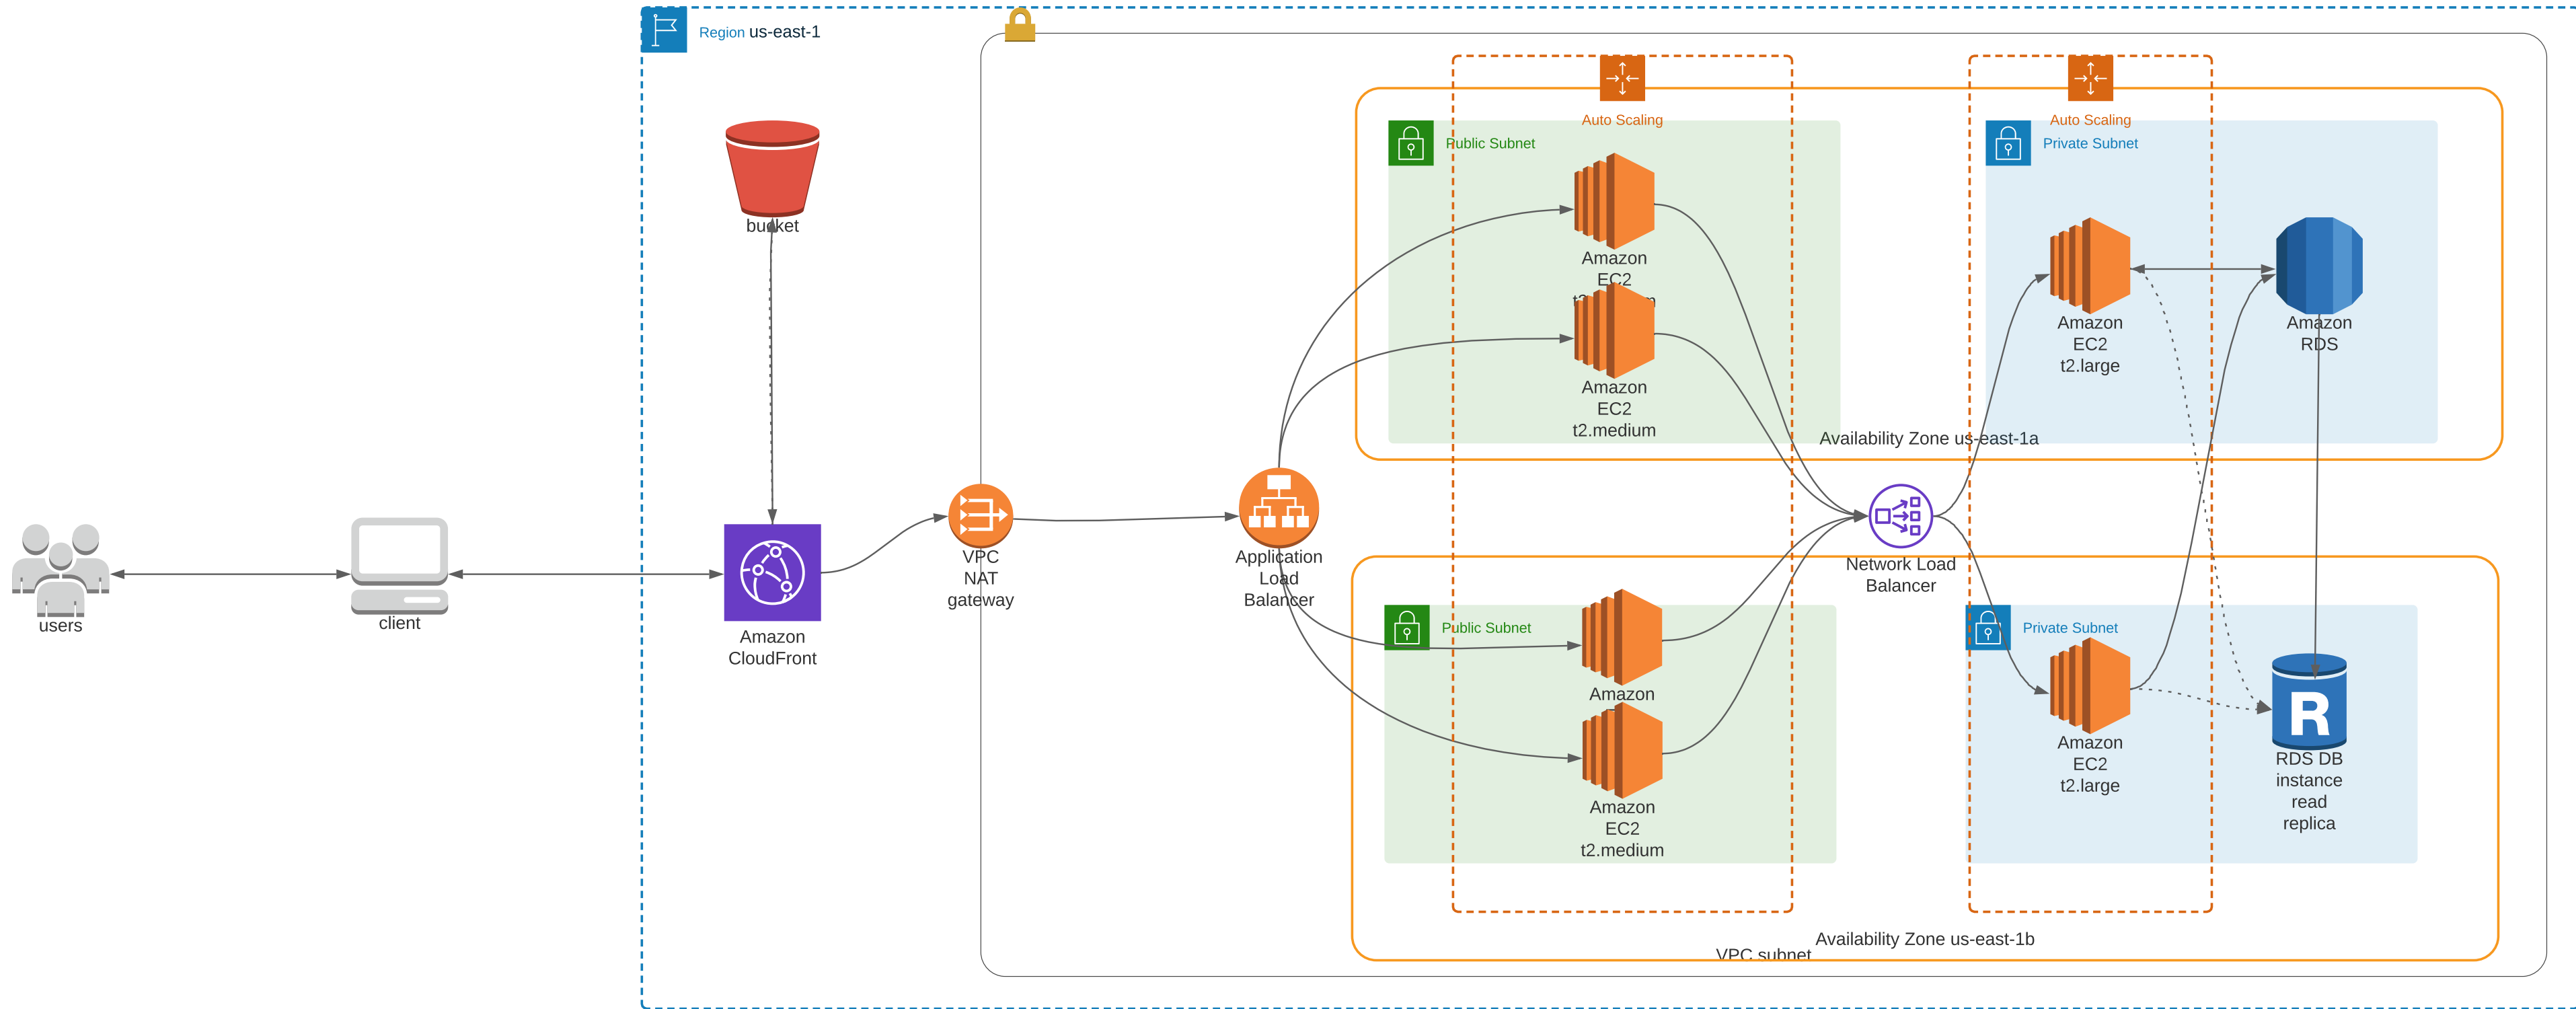 Region us-east-1
Auto Scaling
Auto Scaling
Public Subnet
Private Subnet
bucket
Amazon
EC2
Amazon
EC2
t2.medium
Amazon
EC2
t2.large
Amazon
RDS
Availability Zone us-east-1a
users
client
Amazon
CloudFront
VPC
NAT
gateway
Application
Load
Balancer
Network Load
Balancer
Public Subnet
Private Subnet
Amazon
Amazon
EC2
t2.medium
Amazon
EC2
t2.large
R
RDS DB
instance
read
replica
Availability Zone us-east-1b
VPC subnet